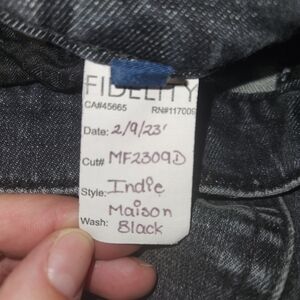 FIDELITY
CA#45665 RN#117009
Date: 2/9/23'
Cut# MF2309D
Style: Indie
Maison
Wash: Black